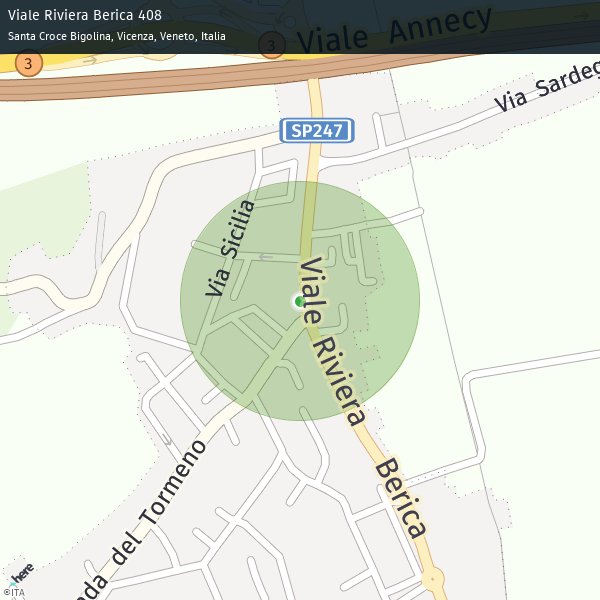 Viale Riviera Berica 408
Santa Croce Bigolina, Vicenza, Veneto, Italia
Viale Annecy
3
3
Via Sardeg
SP247
Via Sicilia
Viale Riviera Berica
ada del Tormeno
here
©ITA